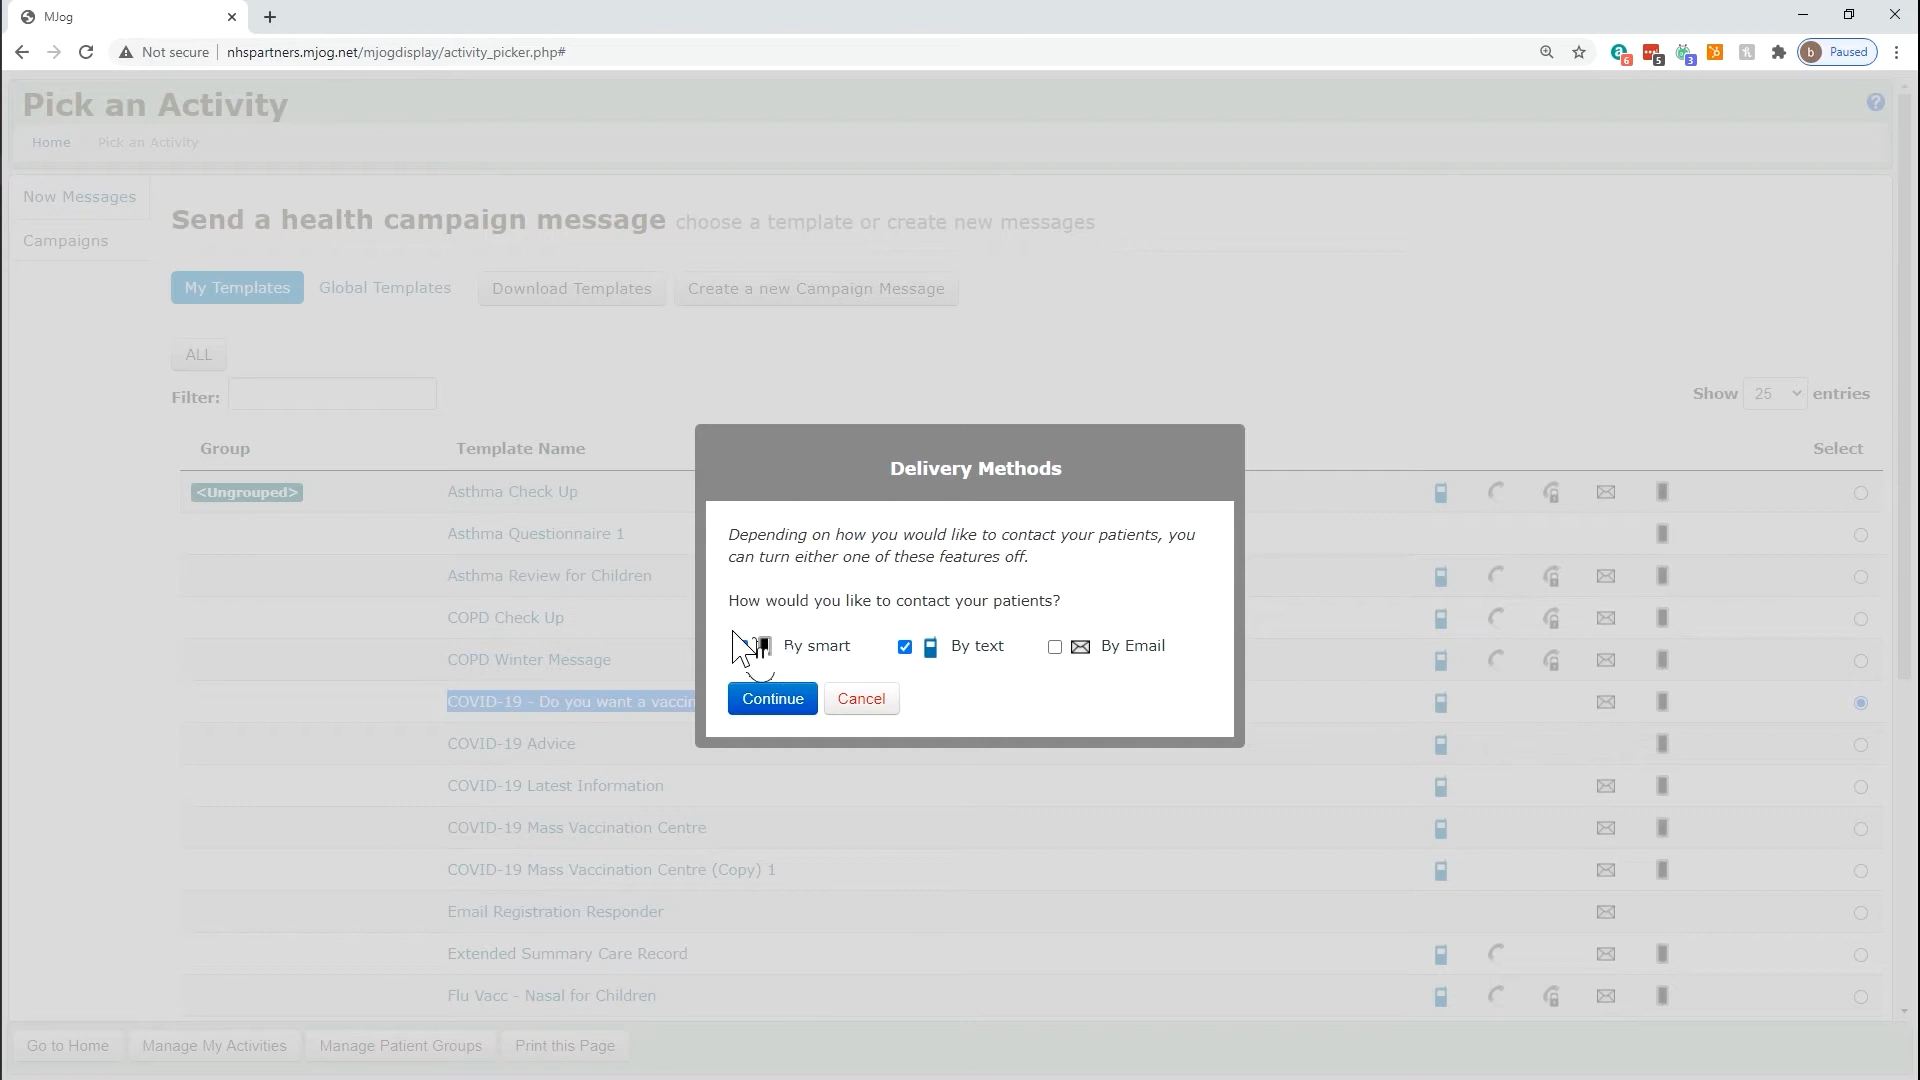 MJog
Not secure nhspartners.mjog.net/mjogdisplay/activity_picker.php#
6 5 3 b Paused
Pick an Activity
?
Home Pick an Activity
Now Messages
Campaigns
Send a health campaign message choose a template or create new messages
My Templates Global Templates Download Templates Create a new Campaign Message
ALL
Filter:
Show 25 entries
Group Template Name Select
<Ungrouped> Asthma Check Up
Asthma Questionnaire 1
Asthma Review for Children
COPD Check Up
COPD Winter Message
COVID-19 - Do you want a vaccin
COVID-19 Advice
COVID-19 Latest Information
COVID-19 Mass Vaccination Centre
COVID-19 Mass Vaccination Centre (Copy) 1
Email Registration Responder
Extended Summary Care Record
Flu Vacc - Nasal for Children
Delivery Methods
Depending on how you would like to contact your patients, you
can turn either one of these features off.
How would you like to contact your patients?
By smart By text By Email
Continue Cancel
Go to Home Manage My Activities Manage Patient Groups Print this Page